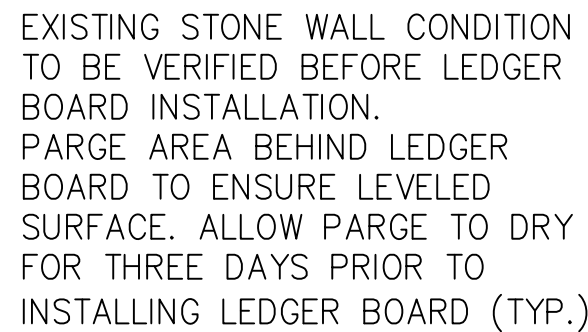 EXISTING STONE WALL CONDITION
TO BE VERIFIED BEFORE LEDGER
BOARD INSTALLATION.
PARGE AREA BEHIND LEDGER
BOARD TO ENSURE LEVELED
SURFACE. ALLOW PARGE TO DRY
FOR THREE DAYS PRIOR TO
INSTALLING LEDGER BOARD (TYP.)